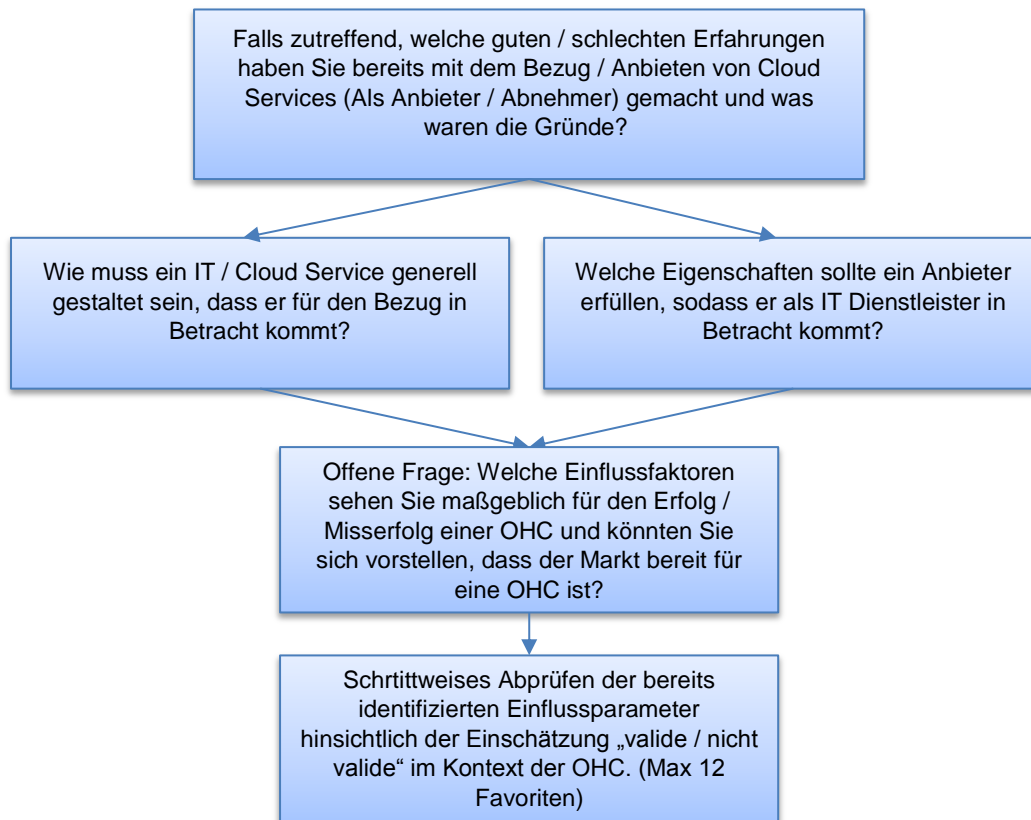 Falls zutreffend, welche guten / schlechten Erfahrungen
haben Sie bereits mit dem Bezug / Anbieten von Cloud
Services (Als Anbieter / Abnehmer) gemacht und was
waren die Gründe?
Wie muss ein IT / Cloud Service generell
gestaltet sein, dass er für den Bezug in
Betracht kommt?
Welche Eigenschaften sollte ein Anbieter
erfüllen, sodass er als IT Dienstleister in
Betracht kommt?
Offene Frage: Welche Einflussfaktoren
sehen Sie maßgeblich für den Erfolg /
Misserfolg einer OHC und könnten Sie
sich vorstellen, dass der Markt bereit für
eine OHC ist?
Schrtittweises Abprüfen der bereits
identifizierten Einflussparameter
hinsichtlich der Einschätzung „valide / nicht
valide“ im Kontext der OHC. (Max 12
Favoriten)